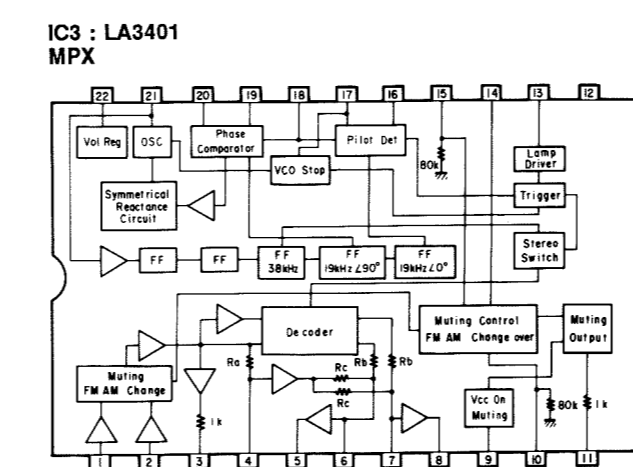 IC3 : LA3401
MPX
22 21 20 19 18 17 16 15 14 13 12
Vol Reg
OSC
Phase
Comparator
Pilot Det
80k
Lamp
Driver
VCO Stop
Symmetrical
Reactance
Circuit
Trigger
Stereo
Switch
FF
FF
FF
38kHz
FF
19kHz ∠90°
FF
19kHz ∠0°
Decoder
Muting Control
FM AM Change over
Muting
Output
Ra
Rc
Rb
Rb
Rc
Muting
FM AM Change
1k
Vcc On
Muting
80k
1k
1 2 3 4 5 6 7 8 9 10 11